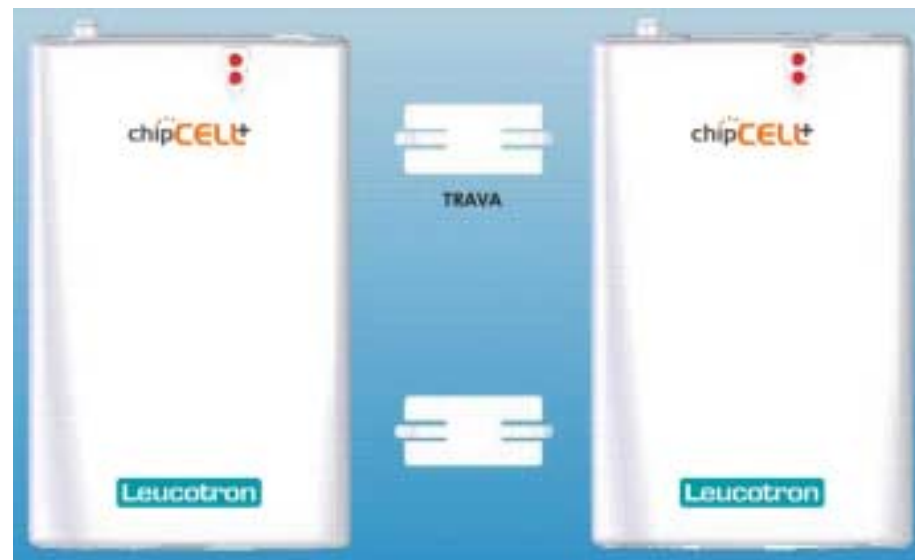 chipCELL+
chipCELL+
TRAVA
Leucotron
Leucotron